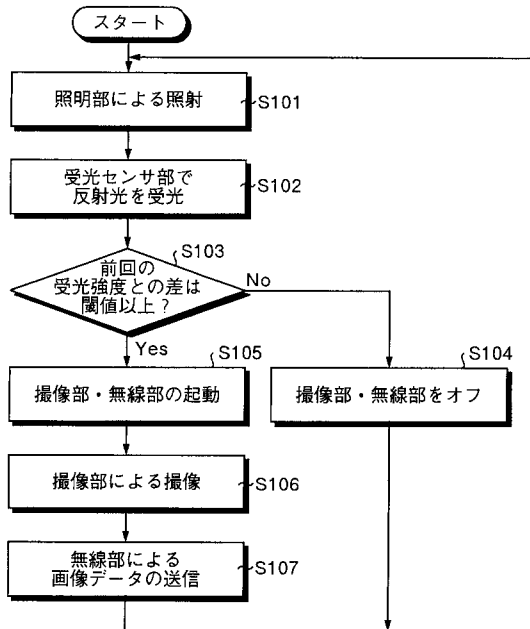 スタート
照明部による照射
S101
受光センサ部で
反射光を受光
S102
S103
前回の
受光強度との差は
閾値以上?
No
Yes
S105
撮像部・無線部の起動
S104
撮像部・無線部をオフ
撮像部による撮像
S106
無線部による
画像データの送信
S107